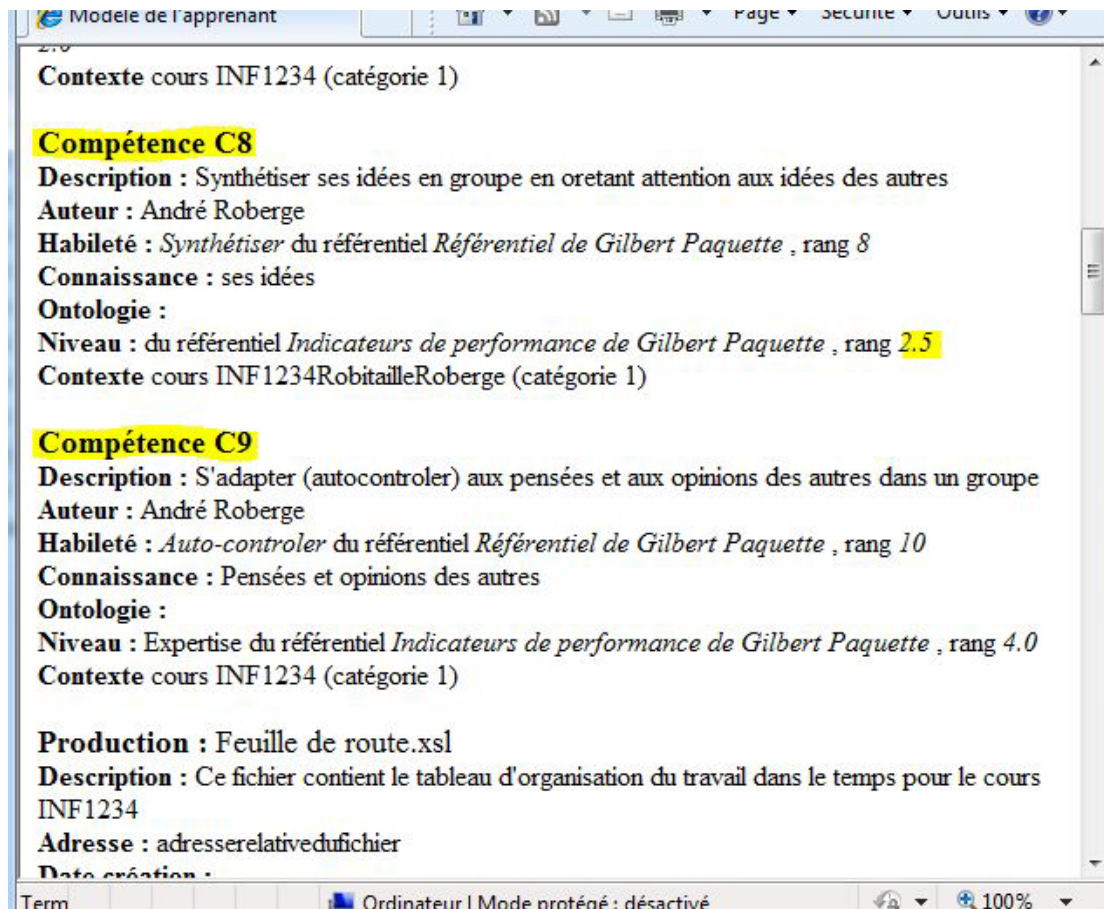 Modèle de l'apprenant Page Sécurité Outils
2.0
Contexte cours INF1234 (catégorie 1)
Compétence C8
Description : Synthétiser ses idées en groupe en oretant attention aux idées des autres
Auteur : André Roberge
Habileté : Synthétiser du référentiel Référentiel de Gilbert Paquette , rang 8
Connaissance : ses idées
Ontologie :
Niveau : du référentiel Indicateurs de performance de Gilbert Paquette , rang 2.5
Contexte cours INF1234RobitailleRoberge (catégorie 1)
Compétence C9
Description : S'adapter (autocontroler) aux pensées et aux opinions des autres dans un groupe
Auteur : André Roberge
Habileté : Auto-controler du référentiel Référentiel de Gilbert Paquette , rang 10
Connaissance : Pensées et opinions des autres
Ontologie :
Niveau : Expertise du référentiel Indicateurs de performance de Gilbert Paquette , rang 4.0
Contexte cours INF1234 (catégorie 1)
Production : Feuille de route.xsl
Description : Ce fichier contient le tableau d'organisation du travail dans le temps pour le cours
INF1234
Adresse : adresserelativedufichier
Date création :
Term Ordinateur | Mode protégé : désactivé 100%